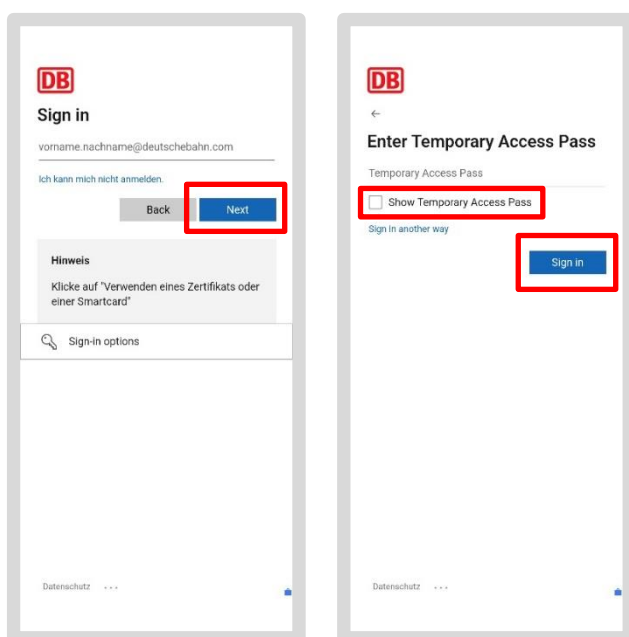 DB
Sign in
vorname.nachname@deutschebahn.com
Ich kann mich nicht anmelden.
Back
Next
Hinweis
Klicke auf "Verwenden eines Zertifikats oder
einer Smartcard"
Sign-in options
Datenschutz ...
DB
Enter Temporary Access Pass
Temporary Access Pass
Show Temporary Access Pass
Sign in another way
Sign in
Datenschutz ...